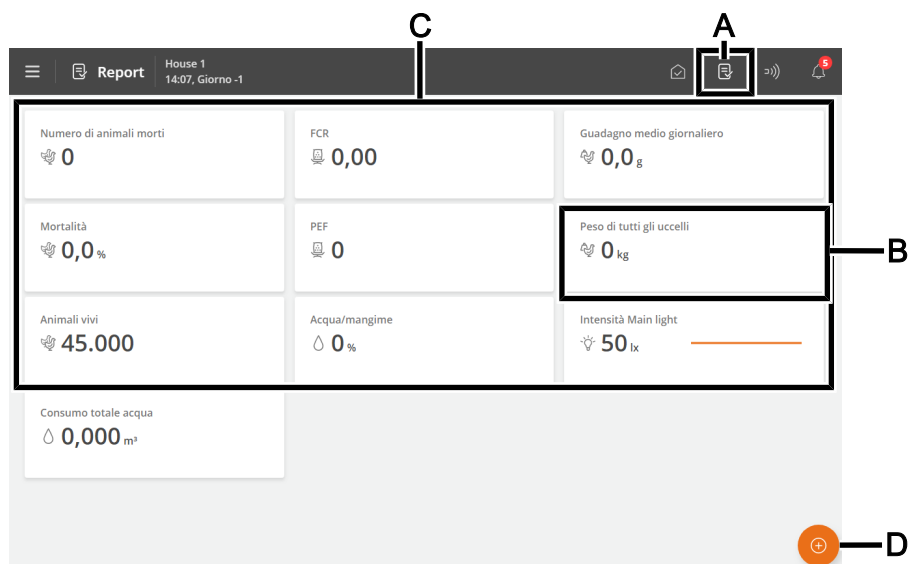 C
A
Report
House 1
14:07, Giorno -1
5
Numero di animali morti
0
FCR
0,00
Guadagno medio giornaliero
0,0 g
Mortalità
0,0 %
PEF
0
Peso di tutti gli uccelli
0 kg
B
Animali vivi
45.000
Acqua/mangime
0 %
Intensità Main light
50 lx
Consumo totale acqua
0,000 m³
D